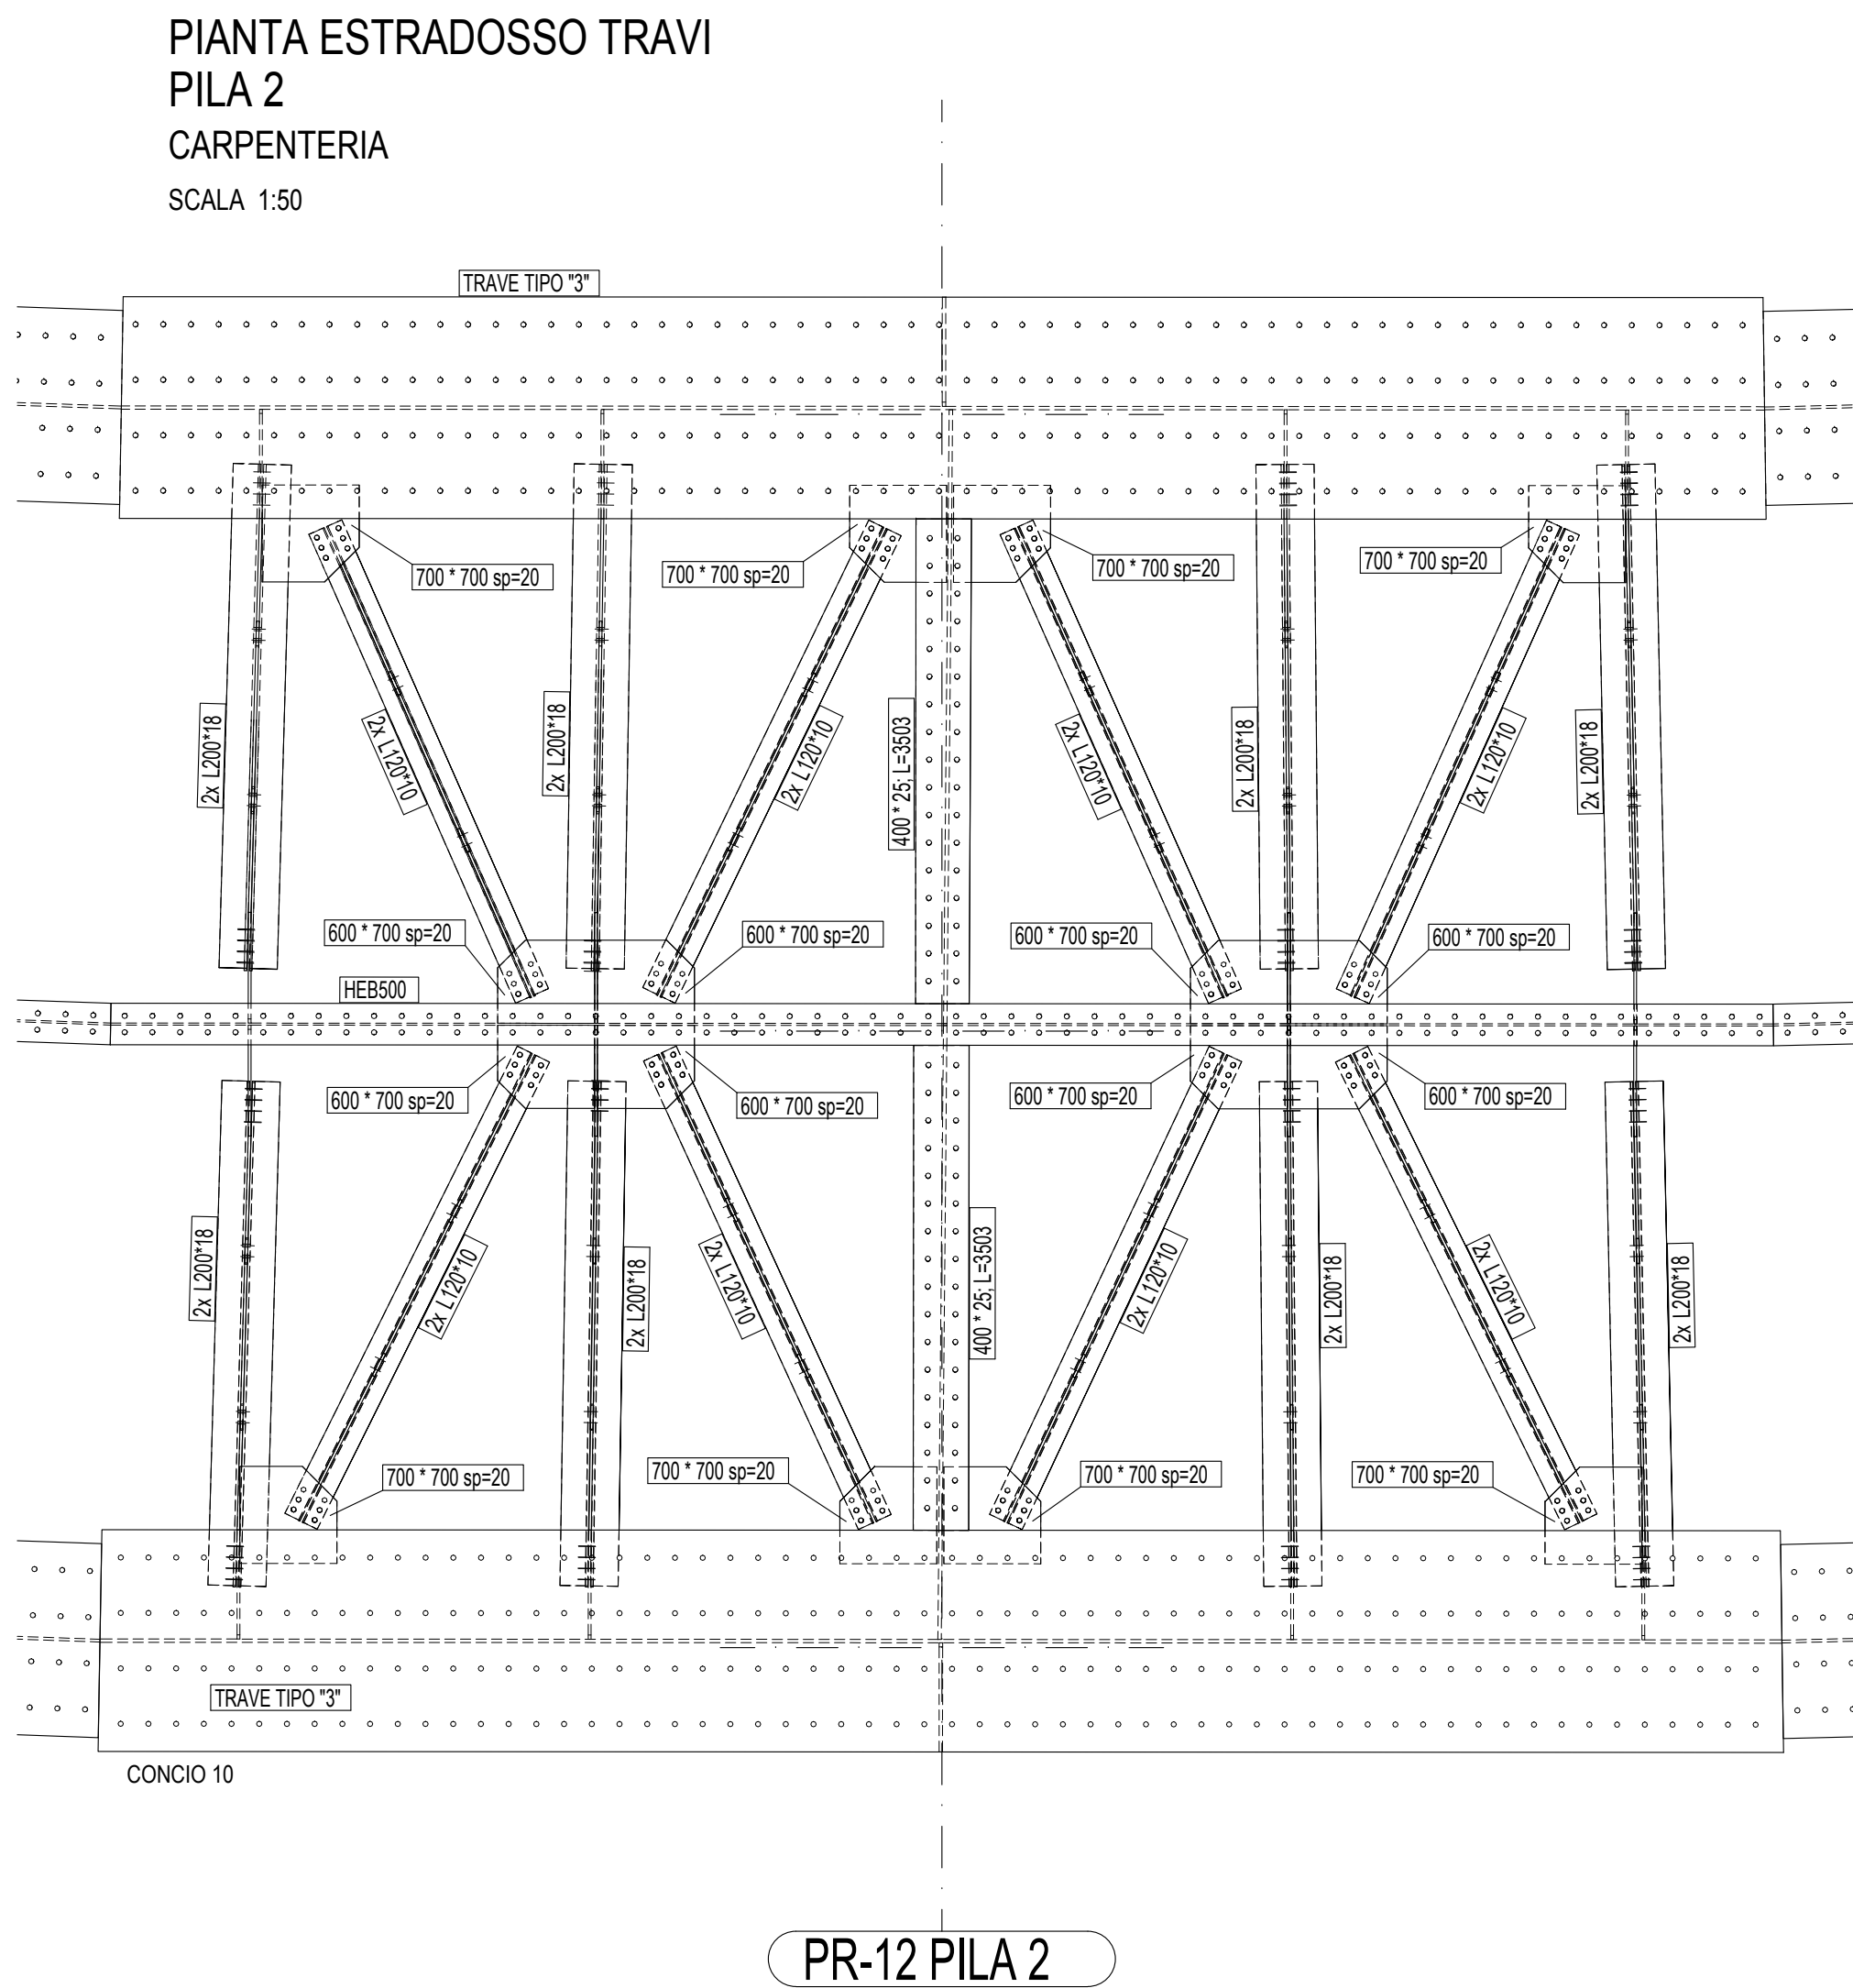 PIANTA ESTRADOSSO TRAVI
PILA 2
CARPENTERIA
SCALA 1:50
TRAVE TIPO "3"
700 * 700 sp=20
700 * 700 sp=20
700 * 700 sp=20
700 * 700 sp=20
2x L200*18
2x L120*10
2x L200*18
2x L120*10
400 * 25; L=3503
2x L120*10
2x L200*18
2x L120*10
2x L200*18
600 * 700 sp=20
600 * 700 sp=20
600 * 700 sp=20
600 * 700 sp=20
HEB500
600 * 700 sp=20
600 * 700 sp=20
600 * 700 sp=20
600 * 700 sp=20
2x L200*18
2x L120*10
2x L200*18
2x L120*10
400 * 25; L=3503
2x L120*10
2x L200*18
2x L120*10
2x L200*18
700 * 700 sp=20
700 * 700 sp=20
700 * 700 sp=20
700 * 700 sp=20
TRAVE TIPO "3"
CONCIO 10
PR-12 PILA 2